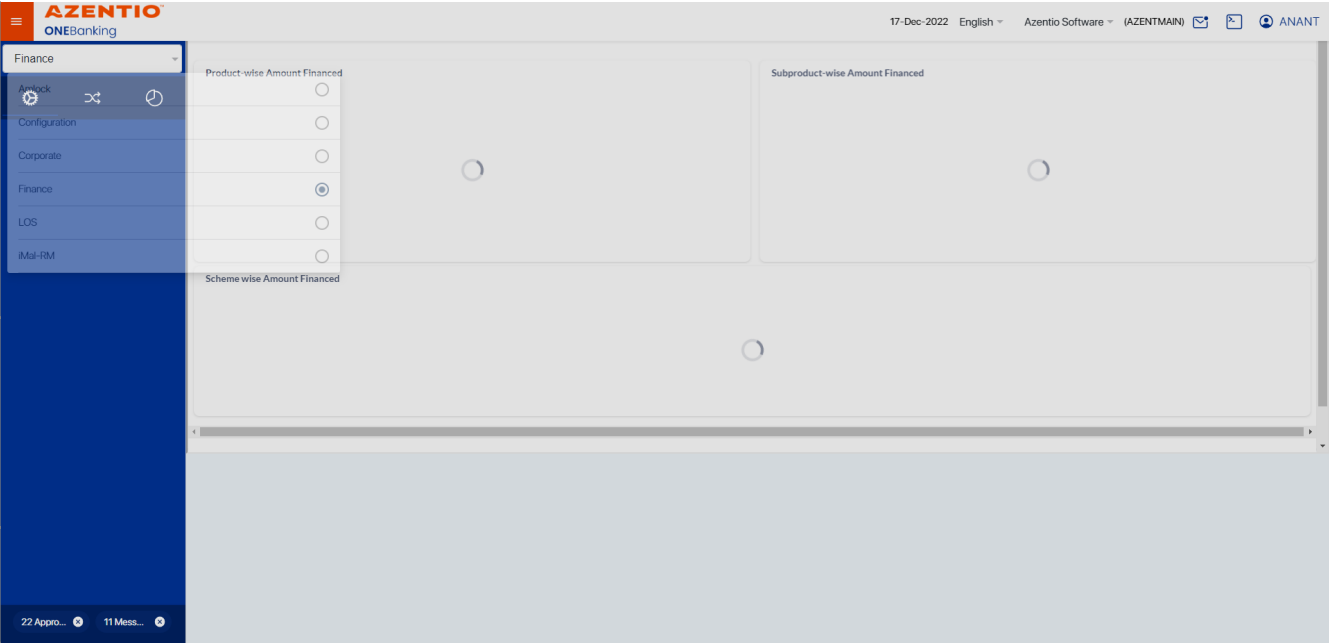 AZENTIO
ONEBanking
17-Dec-2022 English Azentio Software (AZENTMAIN) ANANT
Finance
Product-wise Amount Financed
Subproduct-wise Amount Financed
Amlock
Configuration
Corporate
Finance
LOS
iMal-RM
Scheme wise Amount Financed
22 Appro... 11 Mess...